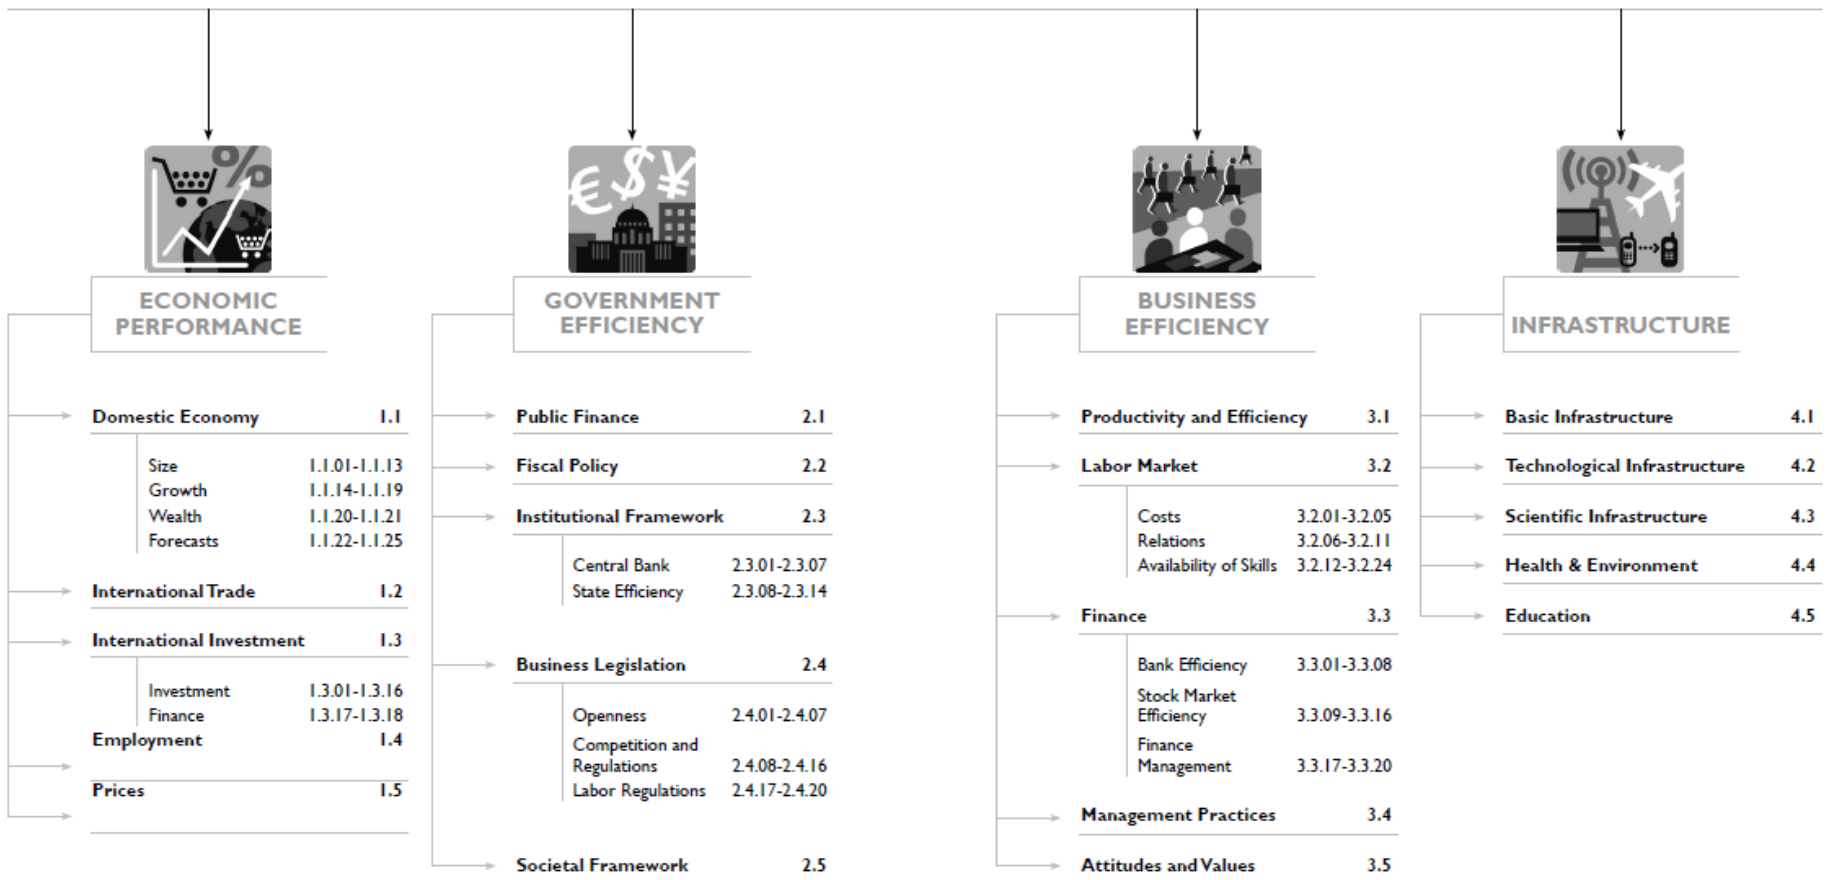 % 
€ $ ¥
ECONOMIC
PERFORMANCE
Domestic Economy 1.1
Size 1.1.01-1.1.13
Growth 1.1.14-1.1.19
Wealth 1.1.20-1.1.21
Forecasts 1.1.22-1.1.25
International Trade 1.2
International Investment 1.3
Investment 1.3.01-1.3.16
Finance 1.3.17-1.3.18
Employment 1.4
Prices 1.5
GOVERNMENT
EFFICIENCY
Public Finance 2.1
Fiscal Policy 2.2
Institutional Framework 2.3
Central Bank 2.3.01-2.3.07
State Efficiency 2.3.08-2.3.14
Business Legislation 2.4
Openness 2.4.01-2.4.07
Competition and
Regulations 2.4.08-2.4.16
Labor Regulations 2.4.17-2.4.20
Societal Framework 2.5
BUSINESS
EFFICIENCY
Productivity and Efficiency 3.1
Labor Market 3.2
Costs 3.2.01-3.2.05
Relations 3.2.06-3.2.11
Availability of Skills 3.2.12-3.2.24
Finance 3.3
Bank Efficiency 3.3.01-3.3.08
Stock Market
Efficiency 3.3.09-3.3.16
Finance
Management 3.3.17-3.3.20
Management Practices 3.4
Attitudes and Values 3.5
INFRASTRUCTURE
Basic Infrastructure 4.1
Technological Infrastructure 4.2
Scientific Infrastructure 4.3
Health & Environment 4.4
Education 4.5